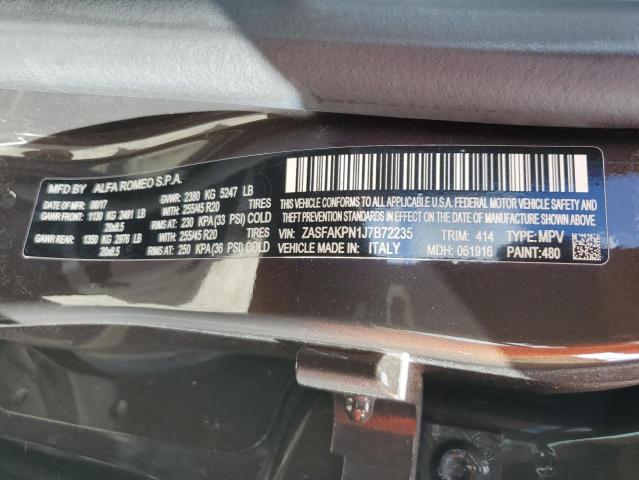 MFD BY ALFA ROMEO S.P.A.
DATE OF MFD: 08/17 GVWR: 2380 KG 5247 LB
GAWR FRONT: 1130 KG 2491 LB WITH: 255/45 R20 TIRES
20x8.5 RIMS AT: 230 KPA(33 PSI) COLD
GAWR REAR: 1350 KG 2976 LB WITH: 255/45 R20 TIRES
20x8.5 RIMS AT: 250 KPA(36 PSI) COLD
THIS VEHICLE CONFORMS TO ALL APPLICABLE U.S.A. FEDERAL MOTOR VEHICLE
SAFETY, BUMPER, AND THEFT PREVENTION STANDARDS IN EFFECT ON THE DATE OF
MANUFACTURE SHOWN ABOVE.
VIN: ZASFAKPN1J7B72235 TRIM: 414 TYPE: MPV
VEHICLE MADE IN: ITALY MDH: 061916 PAINT:480